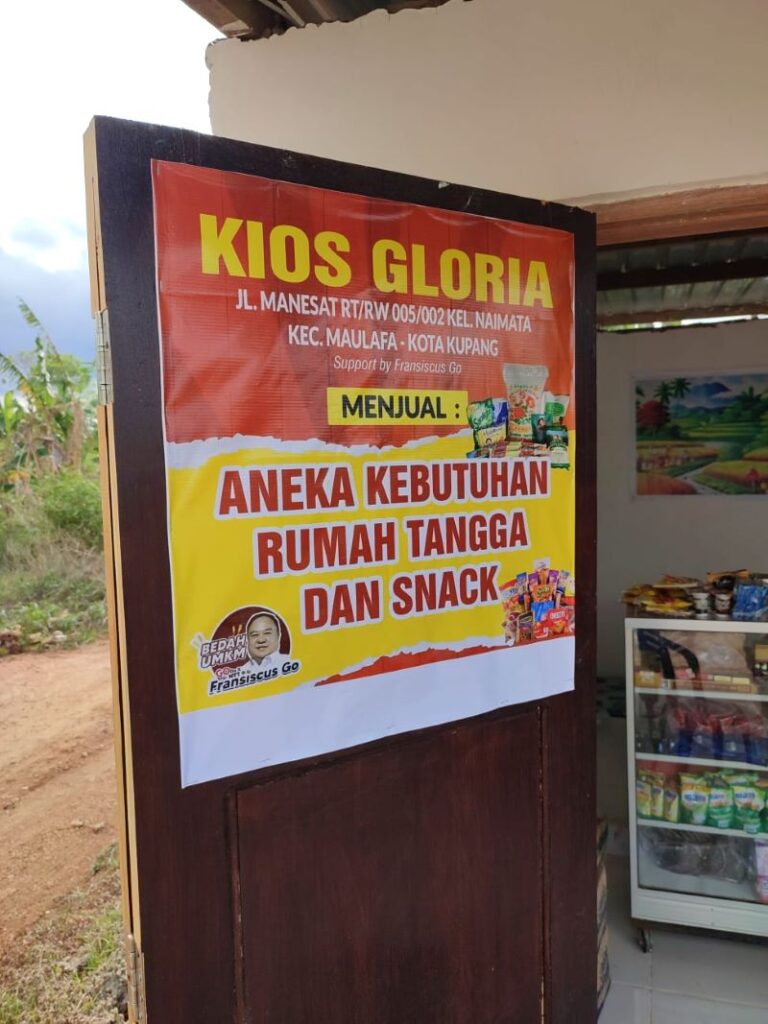 KIOS GLORIA
JL. MANESAT RT/RW 005/002 KEL. NAIMATA
KEC. MAULAFA - KOTA KUPANG
Support by Fransiscus Go
MENJUAL :
ANEKA KEBUTUHAN
RUMAH TANGGA
DAN SNACK
BEDAH
UMKM
Fransiscus Go